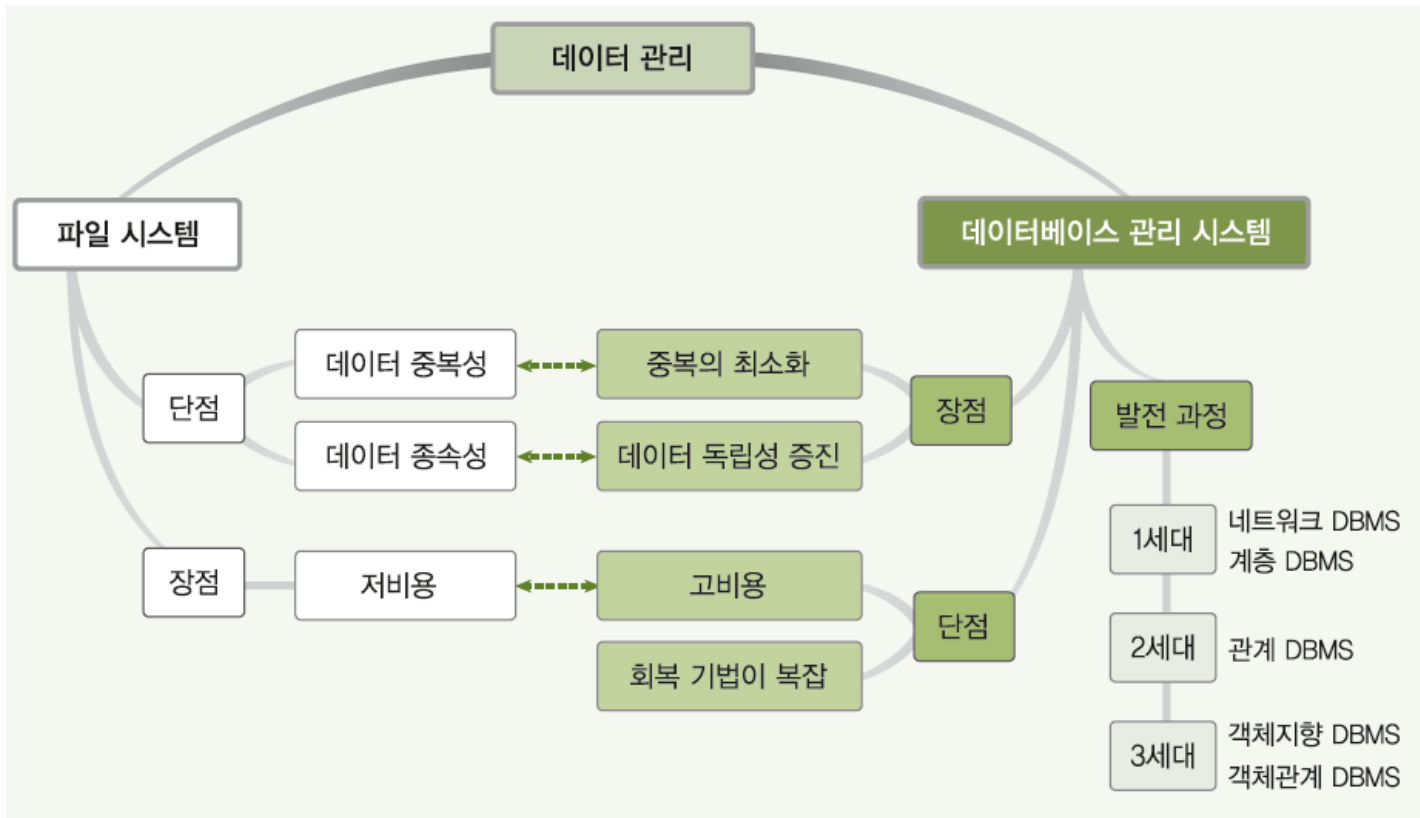 데이터 관리
파일 시스템
데이터베이스 관리 시스템
단점
데이터 중복성
중복의 최소화
데이터 종속성
데이터 독립성 증진
장점
발전 과정
장점
저비용
고비용
회복 기법이 복잡
단점
1세대
네트워크 DBMS
계층 DBMS
2세대
관계 DBMS
3세대
객체지향 DBMS
객체관계 DBMS